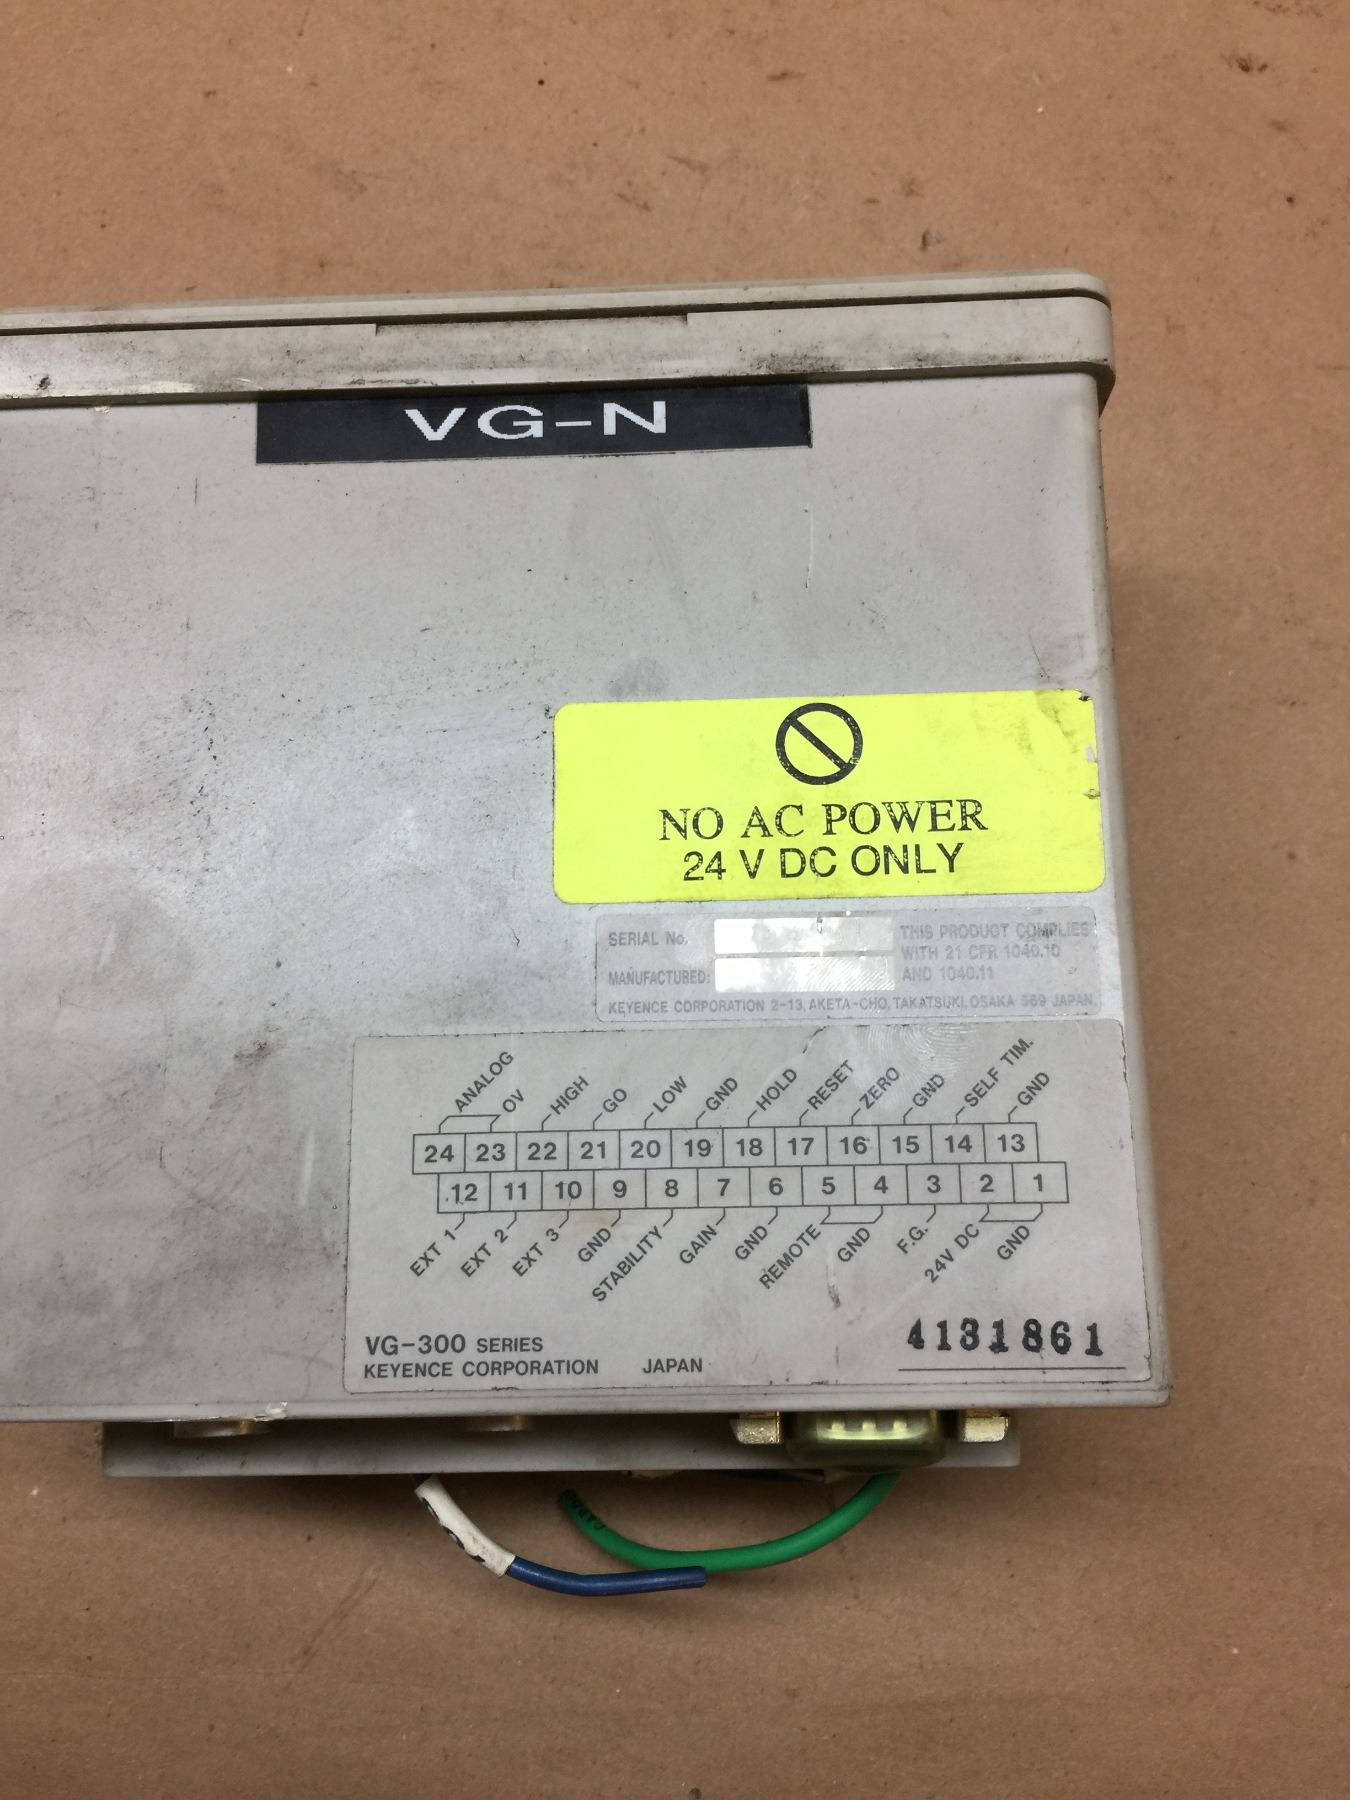 VG-N
NO AC POWER
24 V DC ONLY
SERIAL No.
THIS PRODUCT COMPLIES
WITH 21 CFR 1040.10
MANUFACTURED:
AND 1040.11
KEYENCE CORPORATION 2-13, AKETA-CHO, TAKATSUKI, OSAKA 569 JAPAN
ANALOG 0V HIGH GO LOW GND HOLD RESET ZERO GND SELF TIM. GND
24 23 22 21 20 19 18 17 16 15 14 13
12 11 10 9 8 7 6 5 4 3 2 1
EXT 1 EXT 2 EXT 3 GND STABILITY GAIN GND REMOTE GND F.G. 24V DC GND
4131861
VG-300 SERIES
KEYENCE CORPORATION JAPAN